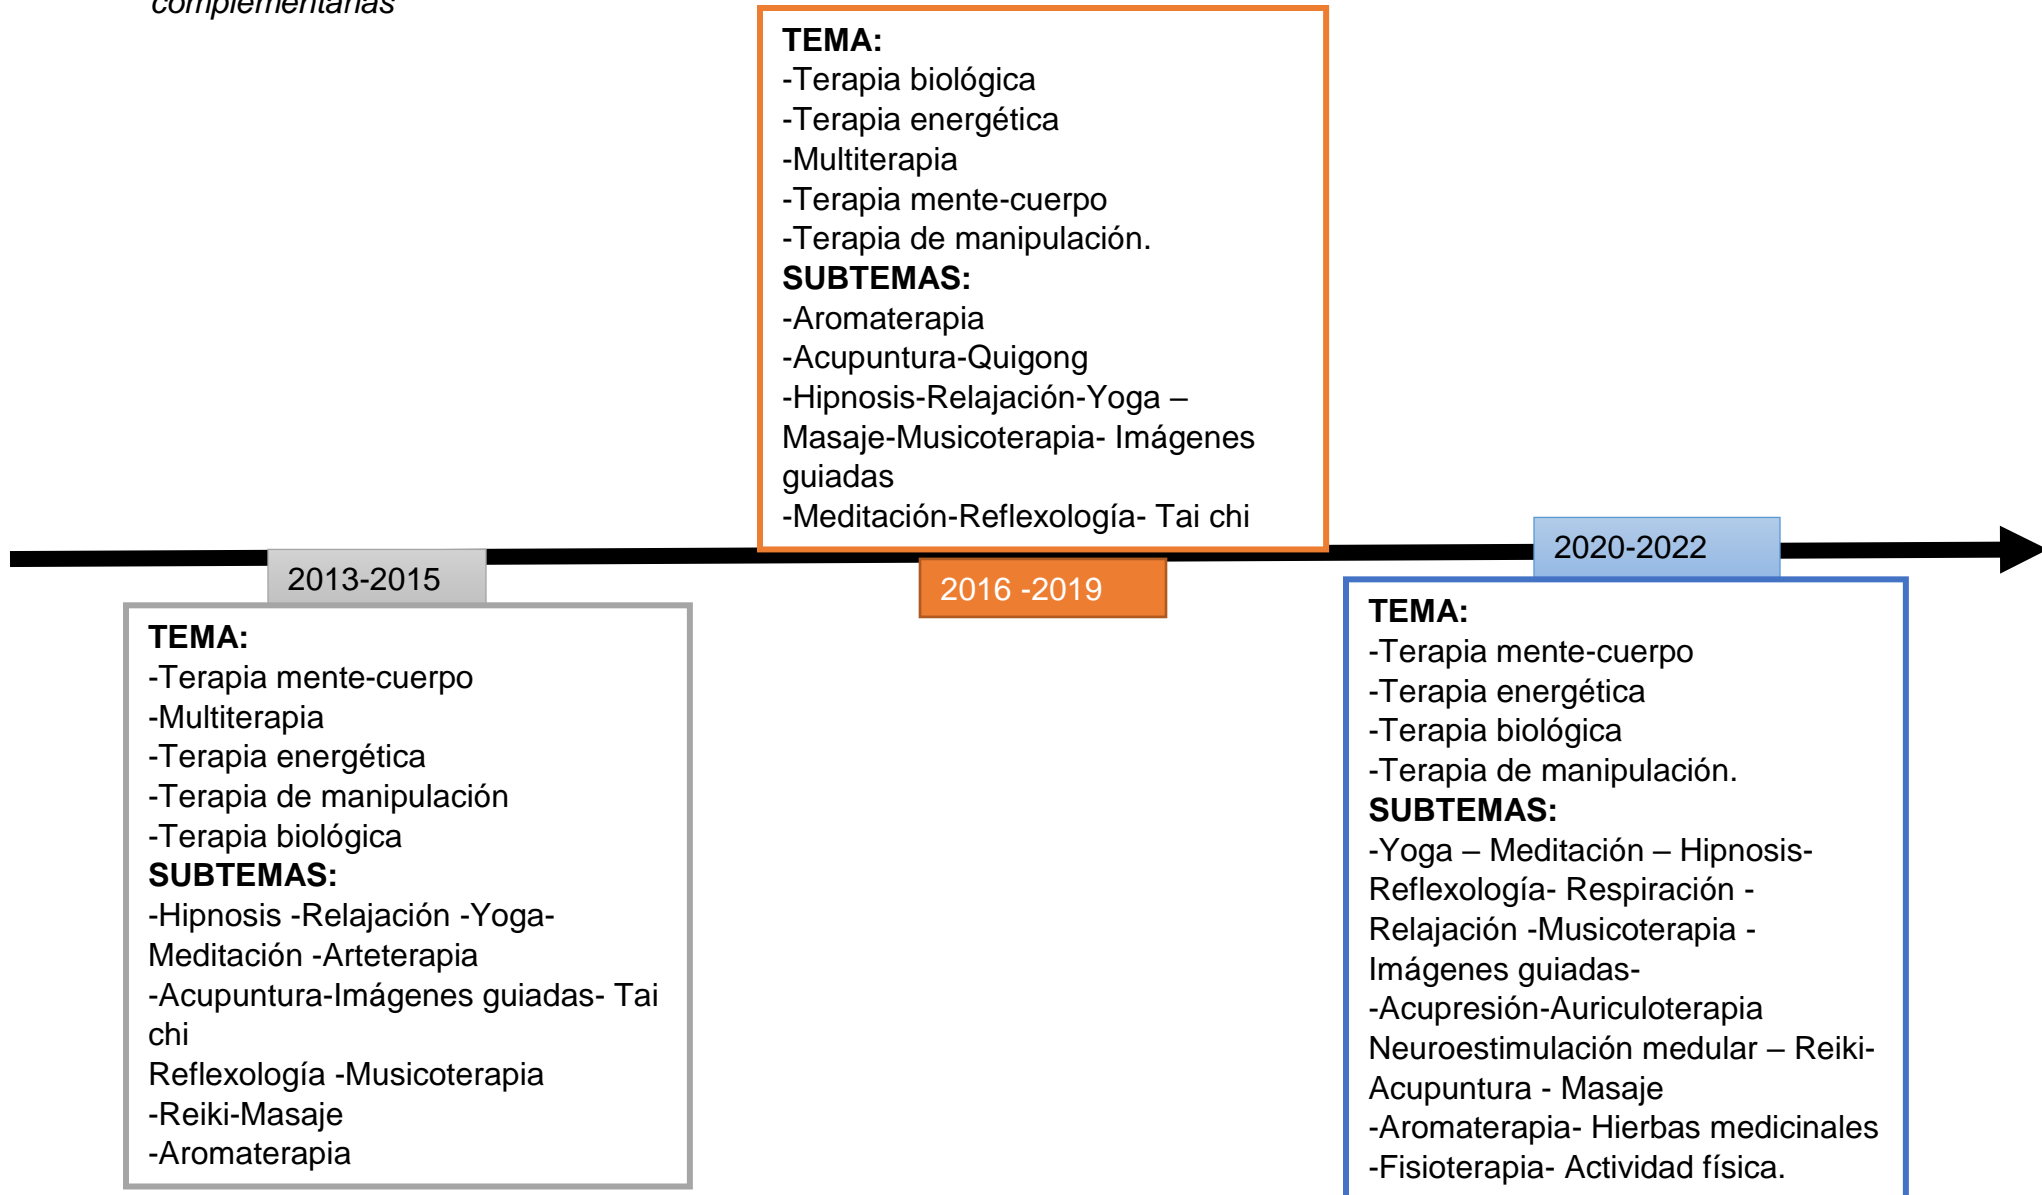 complementarias
TEMA:
-Terapia biológica
-Terapia energética
-Multiterapia
-Terapia mente-cuerpo
-Terapia de manipulación.
SUBTEMAS:
-Aromaterapia
-Acupuntura-Quigong
-Hipnosis-Relajación-Yoga –
Masaje-Musicoterapia- Imágenes
guiadas
-Meditación-Reflexología- Tai chi
2013-2015
2016 -2019
2020-2022
TEMA:
-Terapia mente-cuerpo
-Multiterapia
-Terapia energética
-Terapia de manipulación
-Terapia biológica
SUBTEMAS:
-Hipnosis -Relajación -Yoga-
Meditación -Arteterapia
-Acupuntura-Imágenes guiadas- Tai
chi
Reflexología -Musicoterapia
-Reiki-Masaje
-Aromaterapia
TEMA:
-Terapia mente-cuerpo
-Terapia energética
-Terapia biológica
-Terapia de manipulación.
SUBTEMAS:
-Yoga – Meditación – Hipnosis-
Reflexología- Respiración -
Relajación -Musicoterapia -
Imágenes guiadas-
-Acupresión-Auriculoterapia
Neuroestimulación medular – Reiki-
Acupuntura - Masaje
-Aromaterapia- Hierbas medicinales
-Fisioterapia- Actividad física.